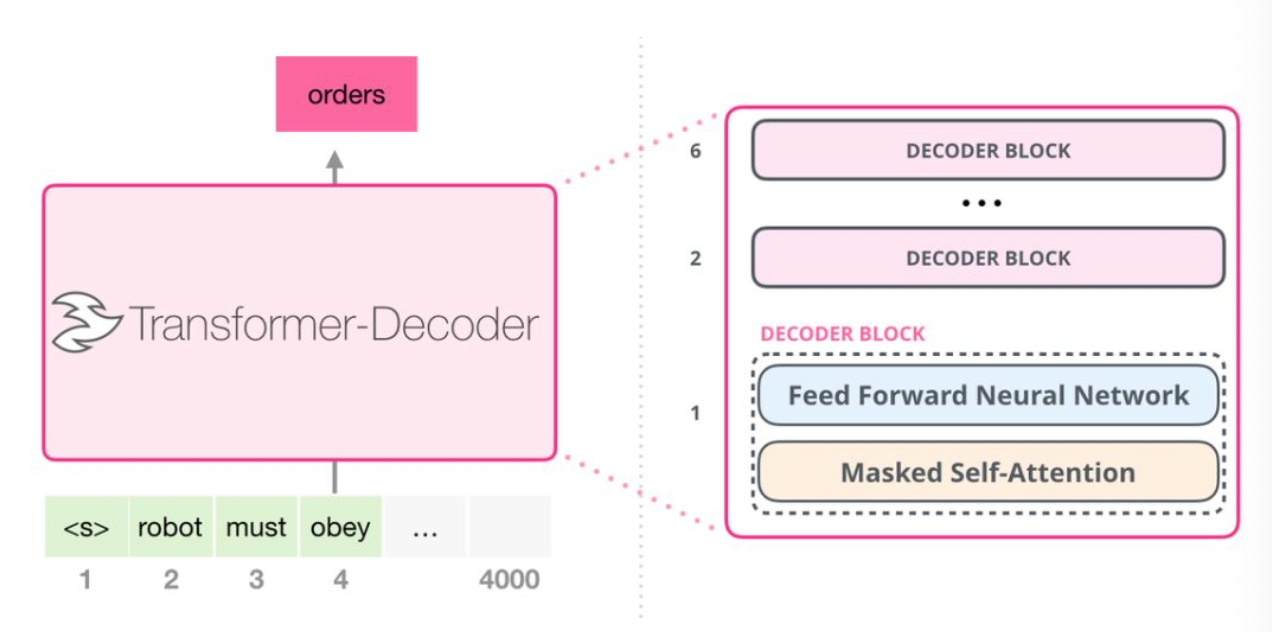 orders
Transformer-Decoder
<s> robot must obey ...
1 2 3 4 4000
6 DECODER BLOCK
...
2 DECODER BLOCK
DECODER BLOCK
Feed Forward Neural Network
1
Masked Self-Attention